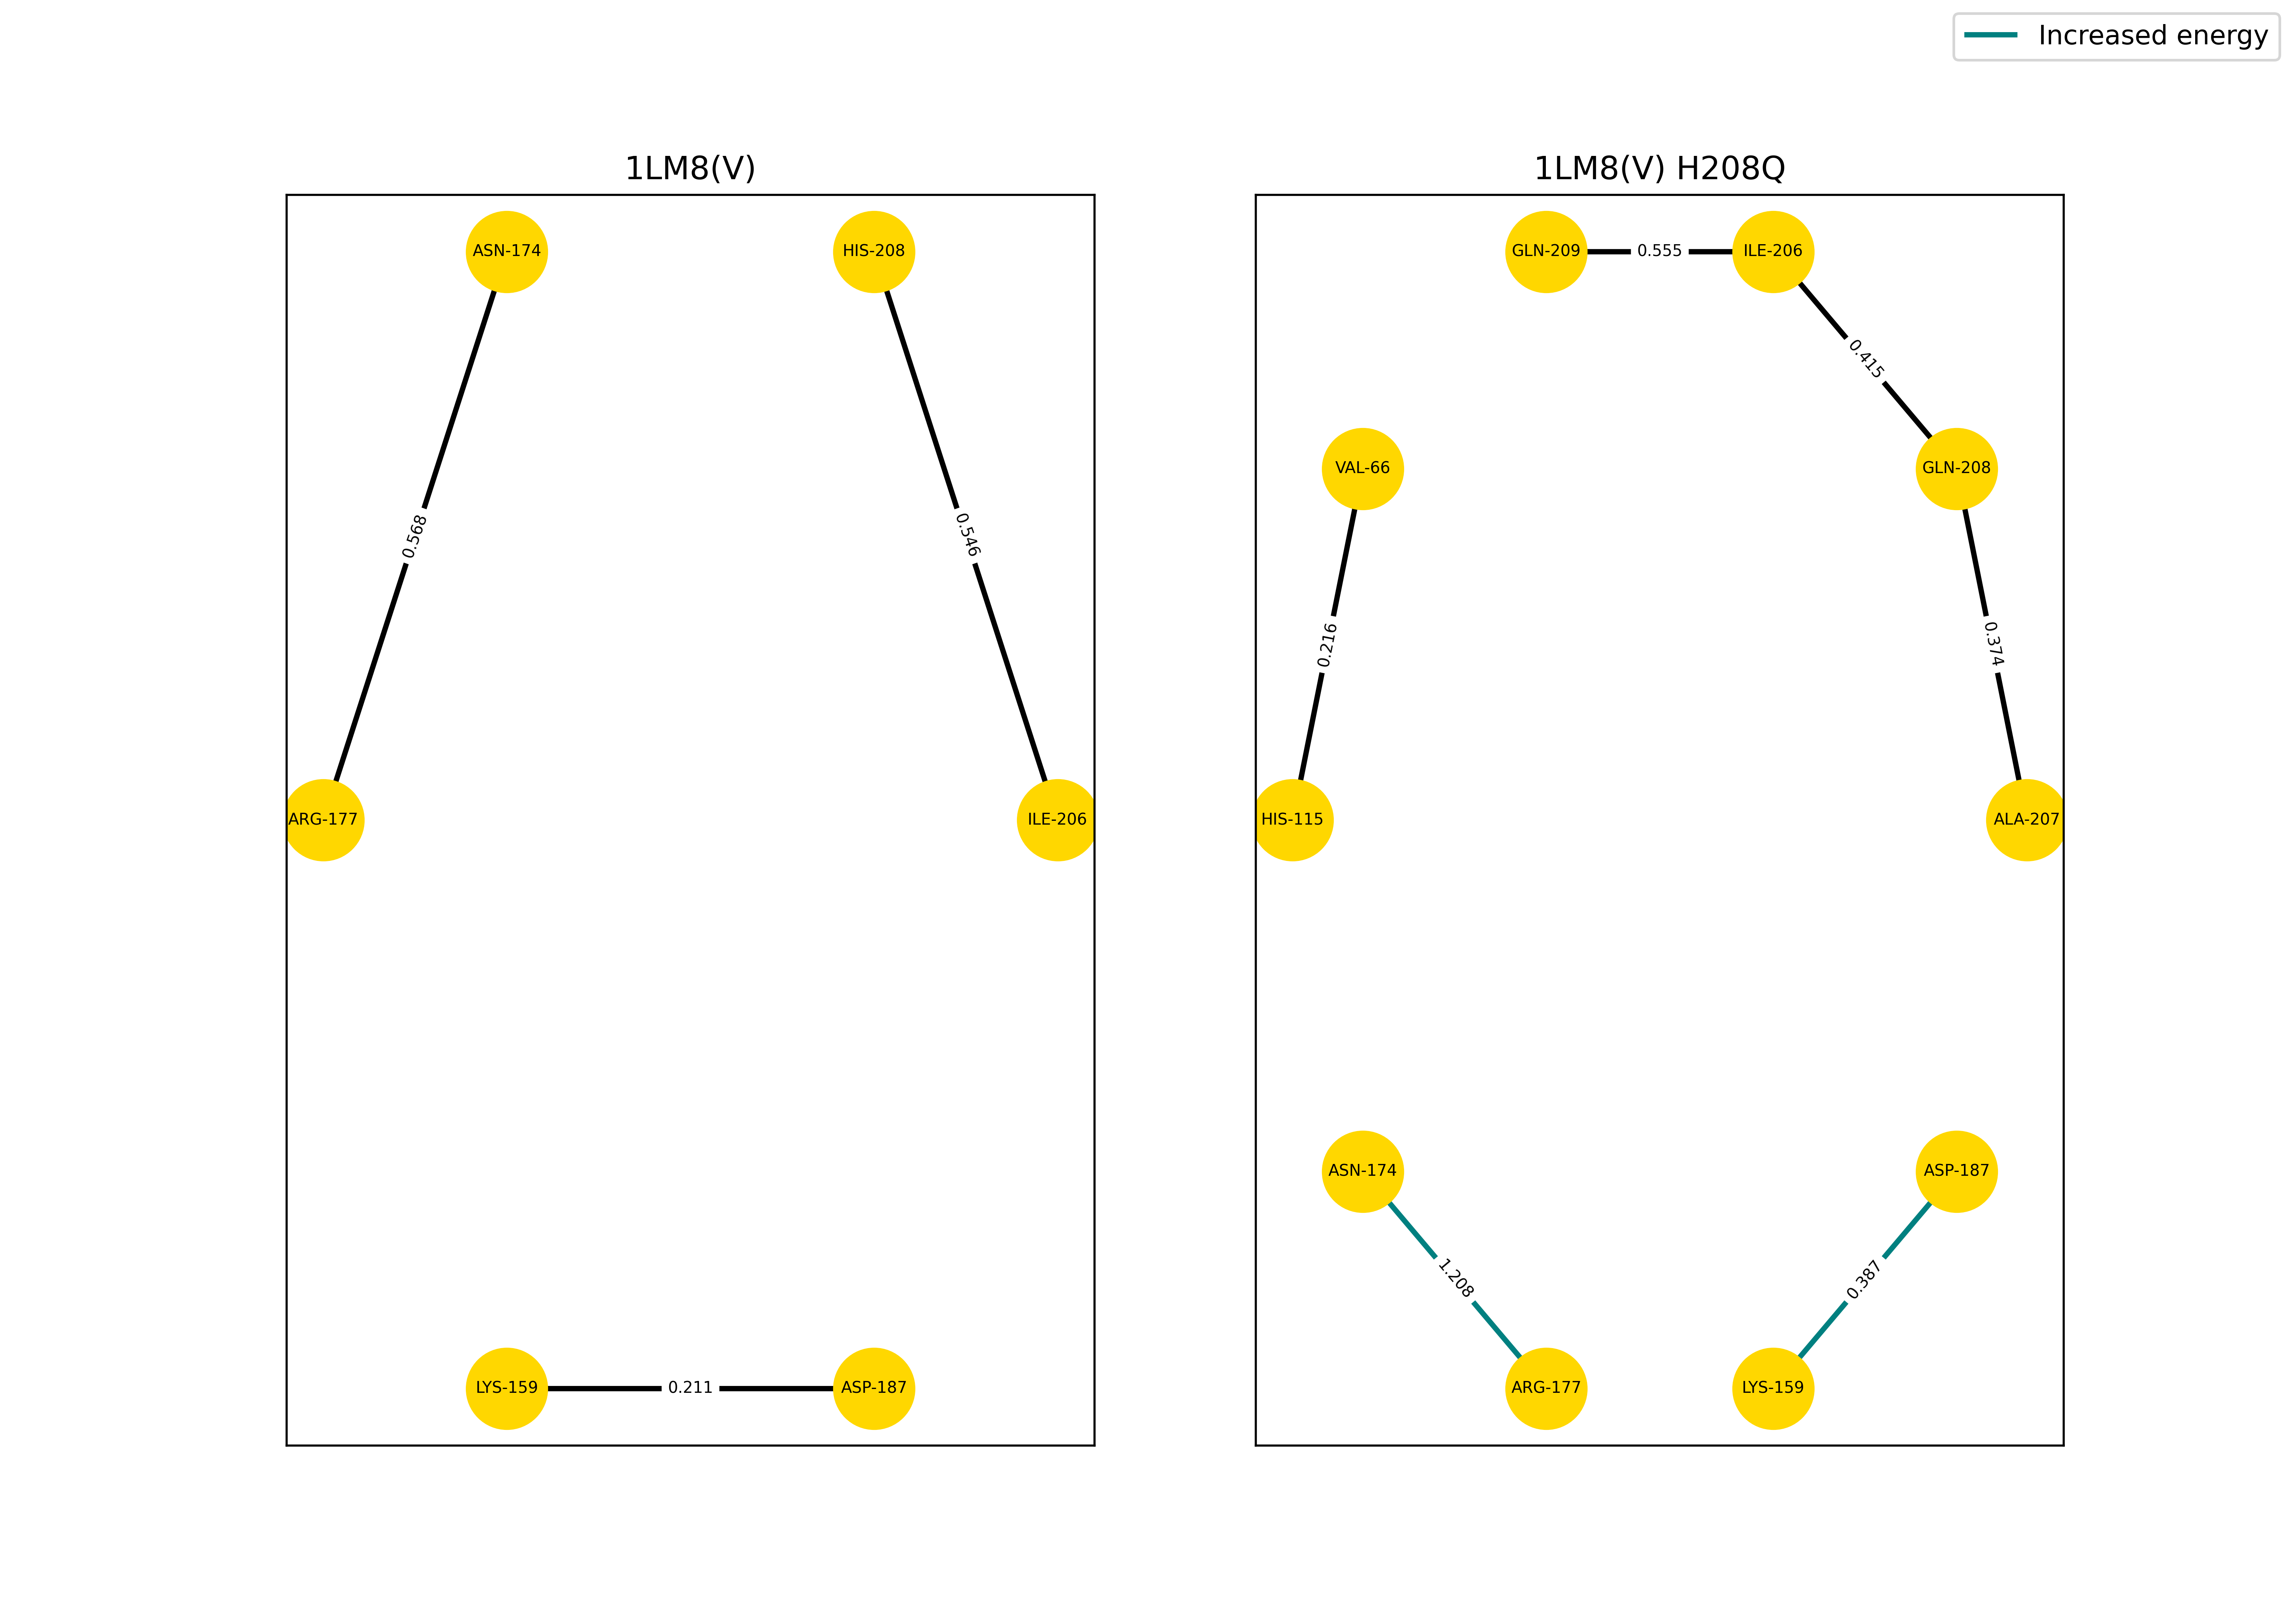 Increased energy
1LM8(V)
ASN-174
HIS-208
0.568
0.546
ARG-177
ILE-206
LYS-159
0.211
ASP-187
1LM8(V) H208Q
GLN-209
0.555
ILE-206
0.415
VAL-66
GLN-208
0.216
0.374
HIS-115
ALA-207
ASN-174
ASP-187
1.208
0.387
ARG-177
LYS-159